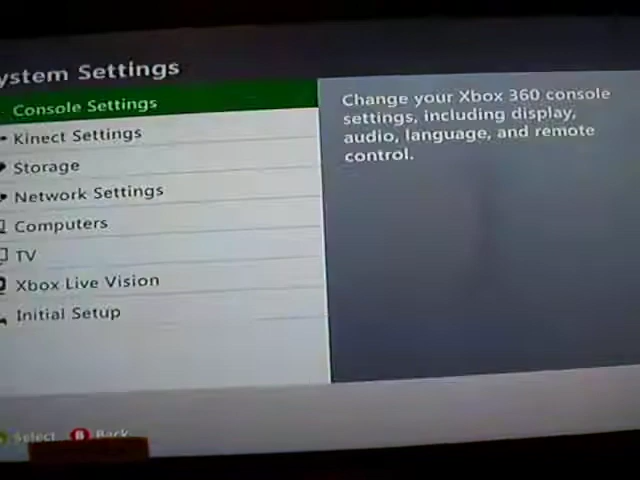 ystem Settings
Console Settings
Kinect Settings
Storage
Network Settings
Computers
TV
Xbox Live Vision
Initial Setup
Change your Xbox 360 console
settings, including display,
audio, language, and remote
control.
Select B Back